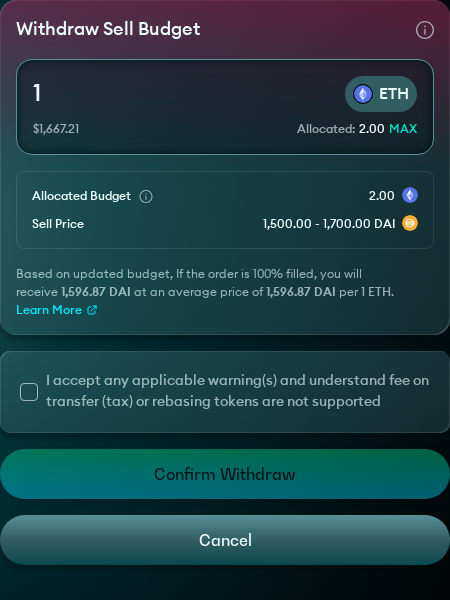 Withdraw Sell Budget
1
ETH
$1,667.21
Allocated: 2.00 MAX
Allocated Budget
2.00
Sell Price
1,500.00 - 1,700.00 DAI
Based on updated budget, If the order is 100% filled, you will
receive 1,596.87 DAI at an average price of 1,596.87 DAI per 1 ETH.
Learn More
I accept any applicable warning(s) and understand fee on
transfer (tax) or rebasing tokens are not supported
Confirm Withdraw
Cancel